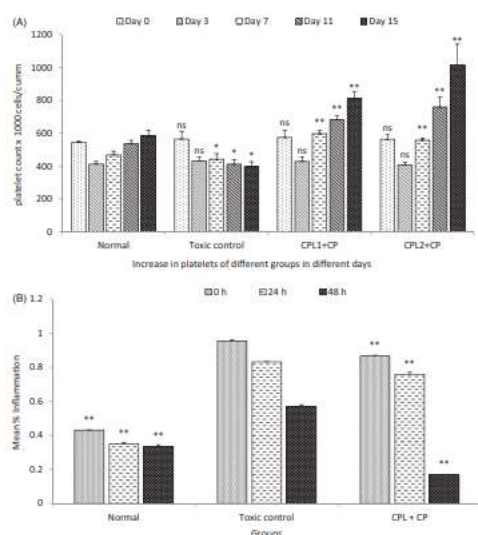 (A)
Day 0 Day 3 Day 7 Day 11 Day 15
1200
1000
800
600
400
200
0
platelet count x 1000 cells/cumm
ns ns * * *
ns ns ** ** **
ns ns ** ** **
Normal Toxic control CPL1+CP CPL2+CP
Increase in platelets of different groups in different days
(B)
0 h 24 h 48 h
1.2
1
0.8
0.6
0.4
0.2
0
Mean % Inflammation
** ** **
** ** **
Normal Toxic control CPL + CP
Groups